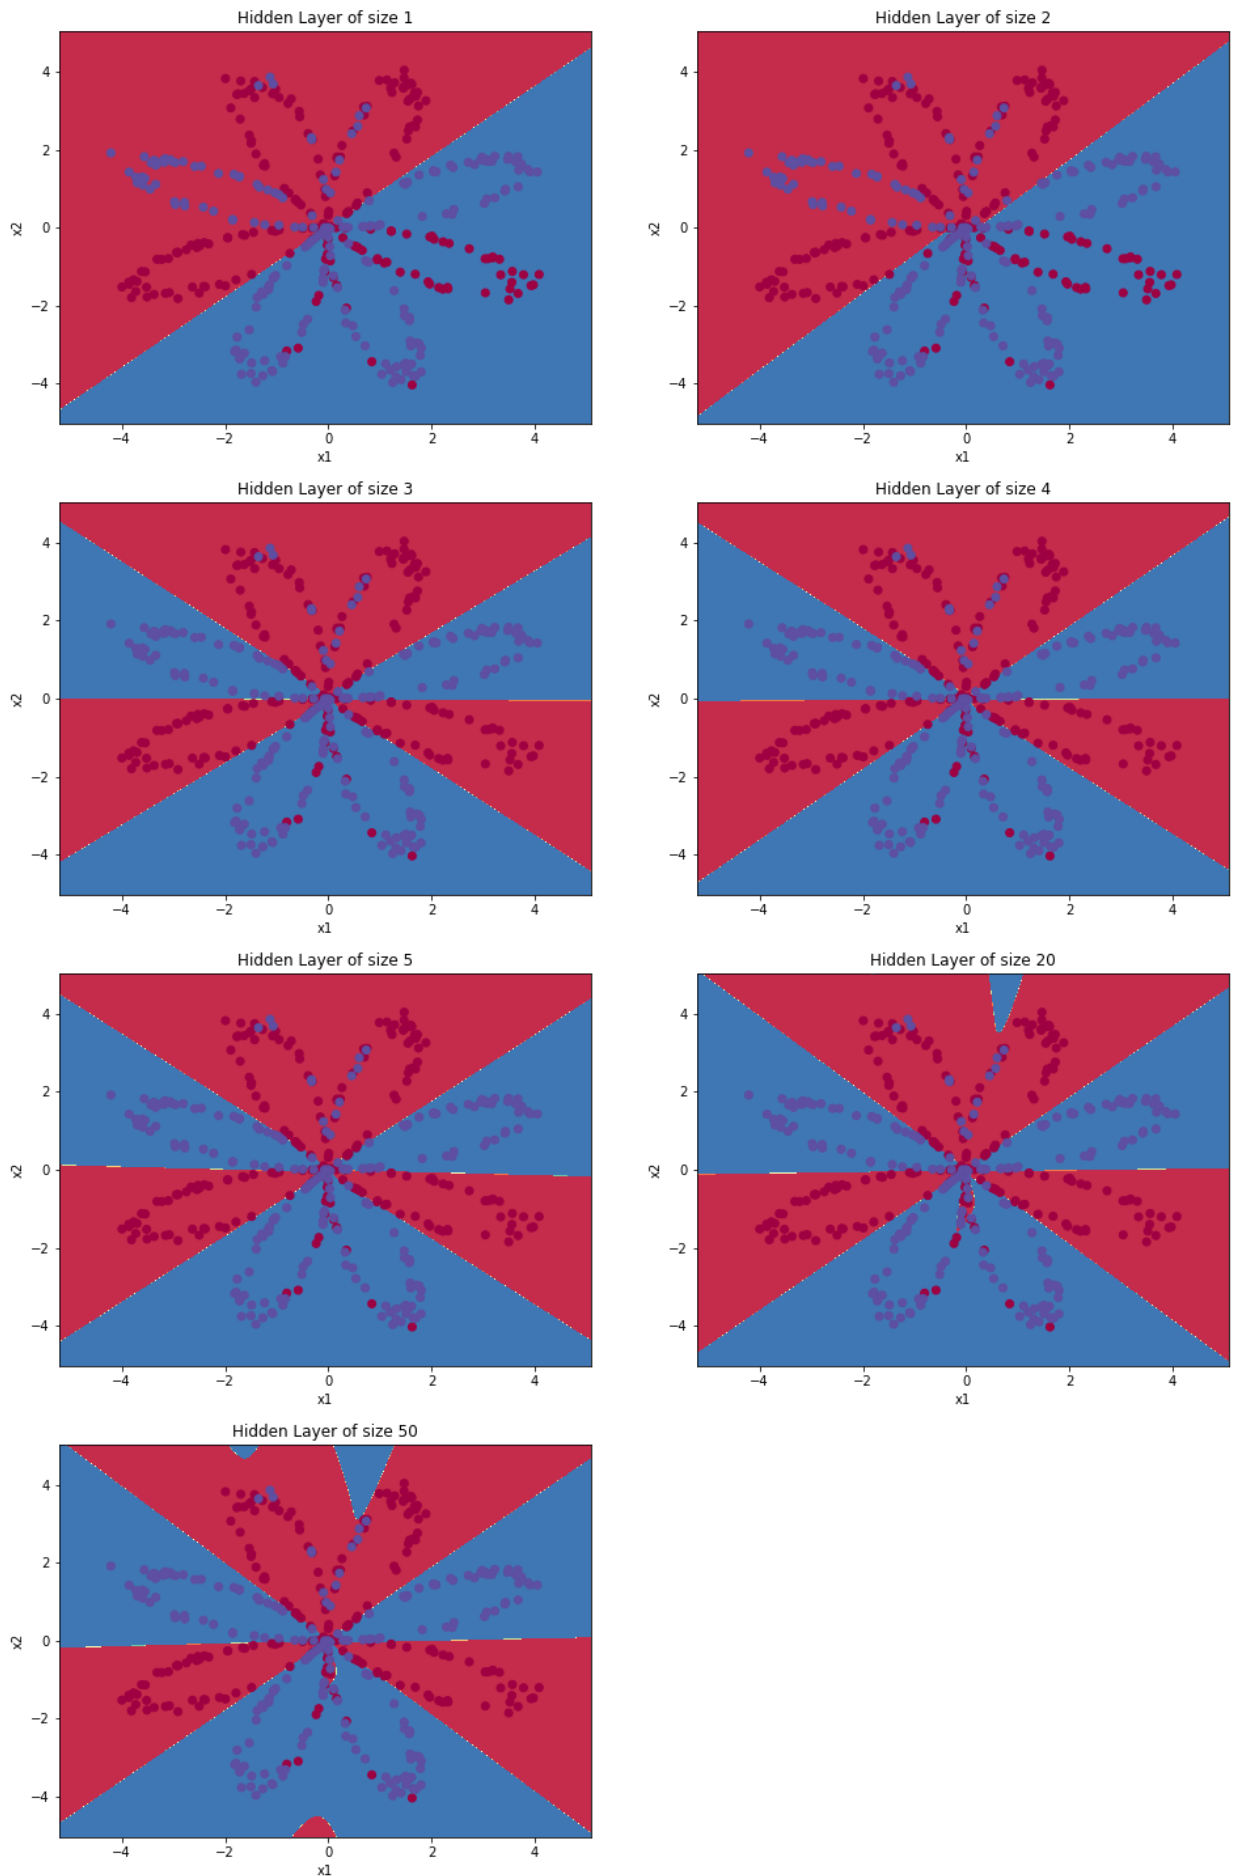 Hidden Layer of size 1
Hidden Layer of size 2
4
2
0
−2
−4
x2
−4 −2 0 2 4
x1
4
2
0
−2
−4
x2
−4 −2 0 2 4
x1
Hidden Layer of size 3
Hidden Layer of size 4
4
2
0
−2
−4
x2
−4 −2 0 2 4
x1
4
2
0
−2
−4
x2
−4 −2 0 2 4
x1
Hidden Layer of size 5
Hidden Layer of size 20
4
2
0
−2
−4
x2
−4 −2 0 2 4
x1
4
2
0
−2
−4
x2
−4 −2 0 2 4
x1
Hidden Layer of size 50
4
2
0
−2
−4
x2
−4 −2 0 2 4
x1